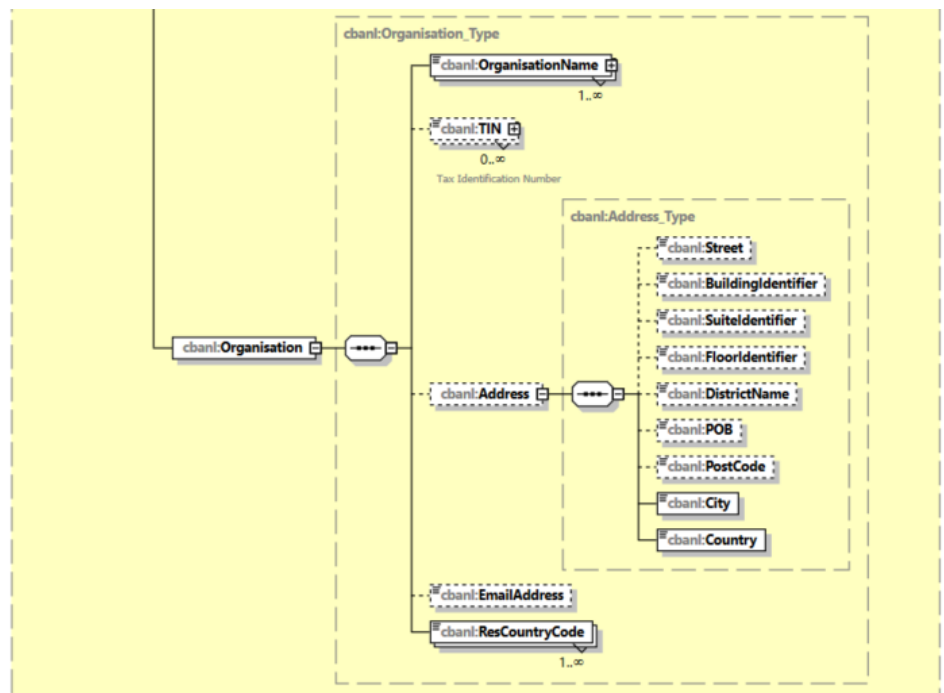 cbanl:Organisation_Type
cbanl:OrganisationName
1..∞
cbanl:TIN
0..∞
Tax Identification Number
cbanl:Address_Type
cbanl:Street
cbanl:BuildingIdentifier
cbanl:SuiteIdentifier
cbanl:Organisation
cbanl:FloorIdentifier
cbanl:Address
cbanl:DistrictName
cbanl:POB
cbanl:PostCode
cbanl:City
cbanl:Country
cbanl:EmailAddress
cbanl:ResCountryCode
1..∞